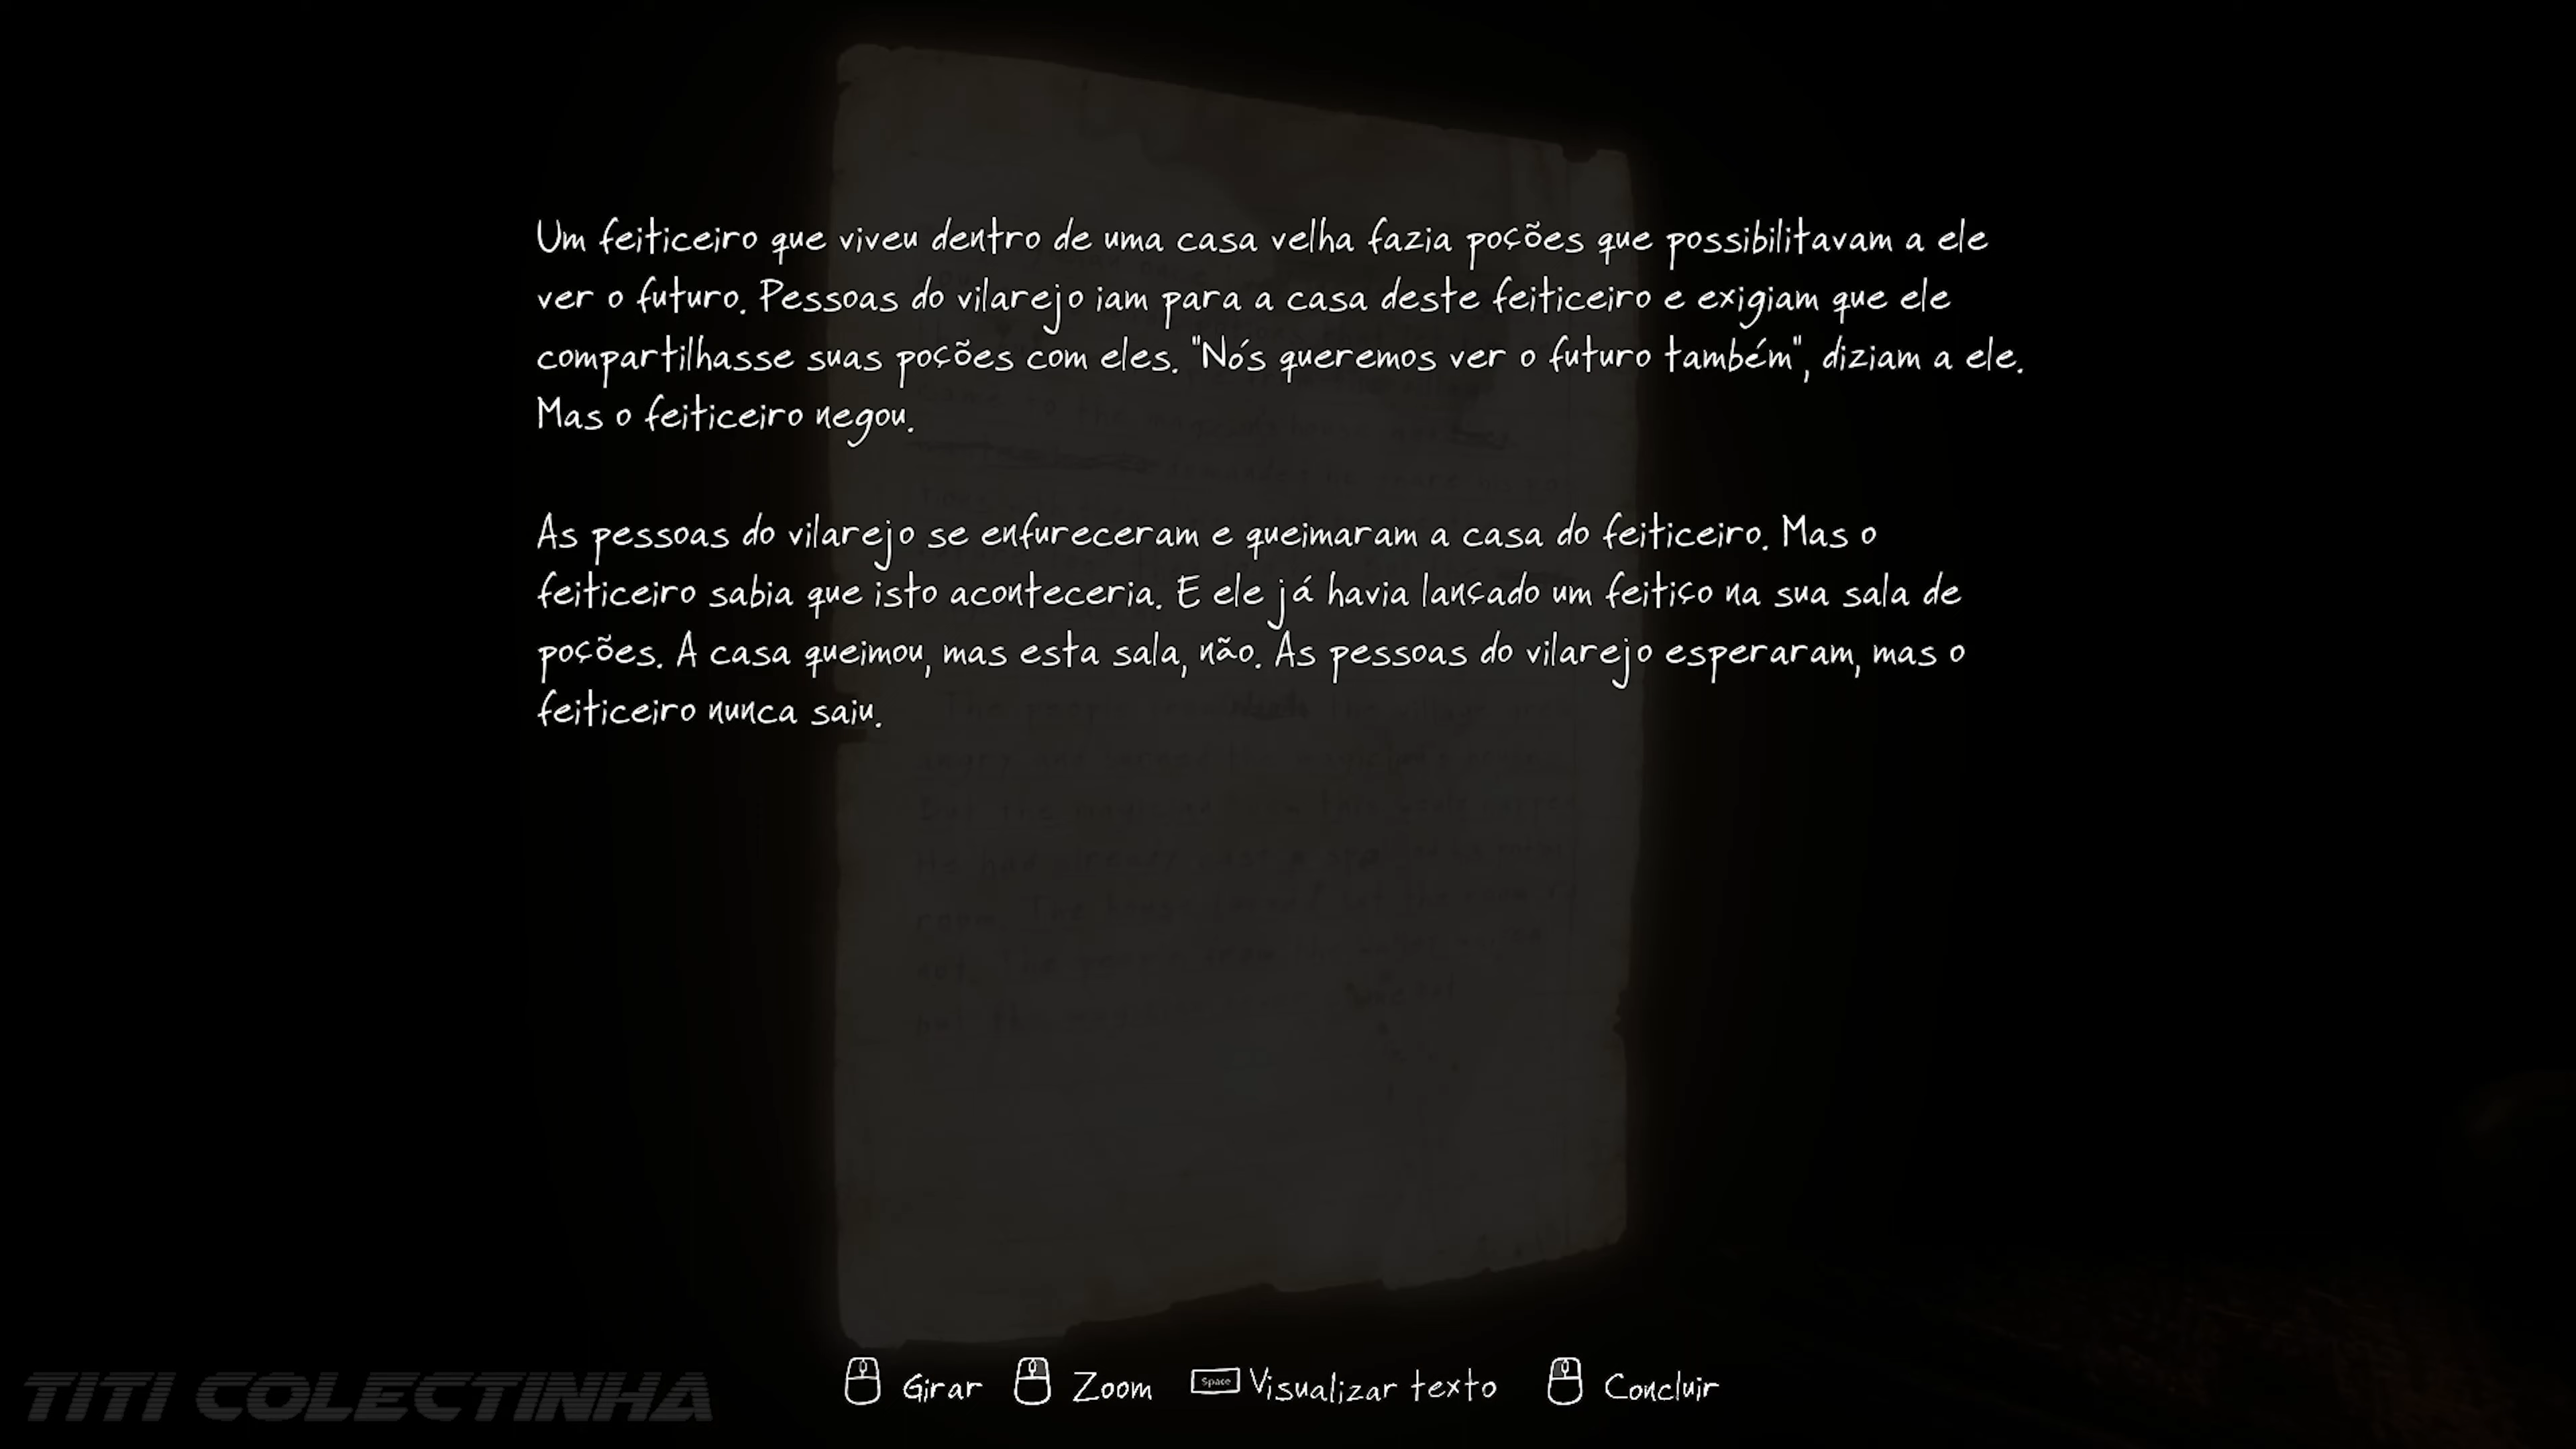 Um feiticeiro que viveu dentro de uma casa velha fazia poções que possibilitavam a ele
ver o futuro. Pessoas do vilarejo iam para a casa deste feiticeiro e exigiam que ele
compartilhasse suas poções com eles. "Nós queremos ver o futuro também", diziam a ele.
Mas o feiticeiro negou.
As pessoas do vilarejo se enfureceram e queimaram a casa do feiticeiro. Mas o
feiticeiro sabia que isto aconteceria. E ele já havia lançado um feitiço na sua sala de
poções. A casa queimou, mas esta sala, não. As pessoas do vilarejo esperaram, mas o
feiticeiro nunca saiu.
Girar Zoom Space Visualizar texto Concluir
TITI COLECTINHA